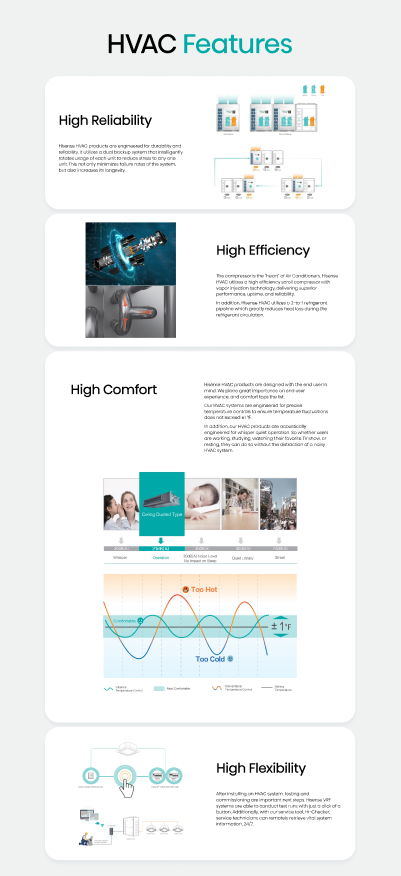 HVAC Features
High Reliability
Hisense HVAC products are engineered for durability and
reliability, it utilizes a dual backup system that intelligently
rotates usage of each unit to reduce stress to any one
unit. This not only minimizes failure rates of the system,
but also increases its longevity.
High Efficiency
The compressor is the "heart" of Air Conditioners, Hisense
HVAC utilizes a high efficiency scroll compressor with
vapor injection technology, delivering superior
performance, uptime, and reliability.
In addition, Hisense HVAC utilizes a 3-to-1 refrigerant
pipeline which greatly reduces heat loss during the
refrigerant circulation.
High Comfort
Hisense HVAC products are designed with the end user in
mind. We place great importance on end user
experience, and comfort tops the list.
Our HVAC systems are engineered for precise
temperature controls to ensure temperature fluctuations
does not exceed ±1°F.
In addition, our HVAC products are acoustically
engineered for whisper quiet operation. So whether users
are working, studying, watching their favorite TV show, or
resting, they can do so without the distraction of a noisy
HVAC system.
Ceiling Ducted Type
Whisper
Hisense
Quiet Library
Street
Too Hot
Comfortable
± 1°F
Too Cold
High Flexibility
After installing an HVAC system, testing and
commissioning are important next steps. Hisense VRF
systems are able to conduct test runs with just a click of a
button. Additionally, with our service tool, Hi-Checker,
service technicians can remotely retrieve vital system
information, 24/7.